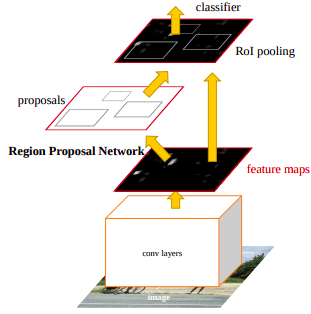 classifier
RoI pooling
proposals
Region Proposal Network
feature maps
conv layers
image